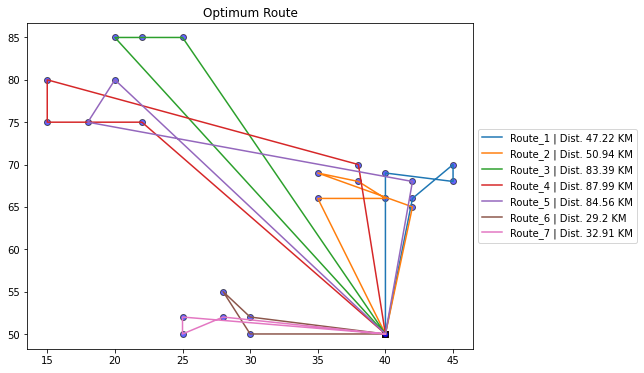 Optimum Route
85
80
75
70
65
60
55
50
15 20 25 30 35 40 45
Route_1 | Dist. 47.22 KM
Route_2 | Dist. 50.94 KM
Route_3 | Dist. 83.39 KM
Route_4 | Dist. 87.99 KM
Route_5 | Dist. 84.56 KM
Route_6 | Dist. 29.2 KM
Route_7 | Dist. 32.91 KM